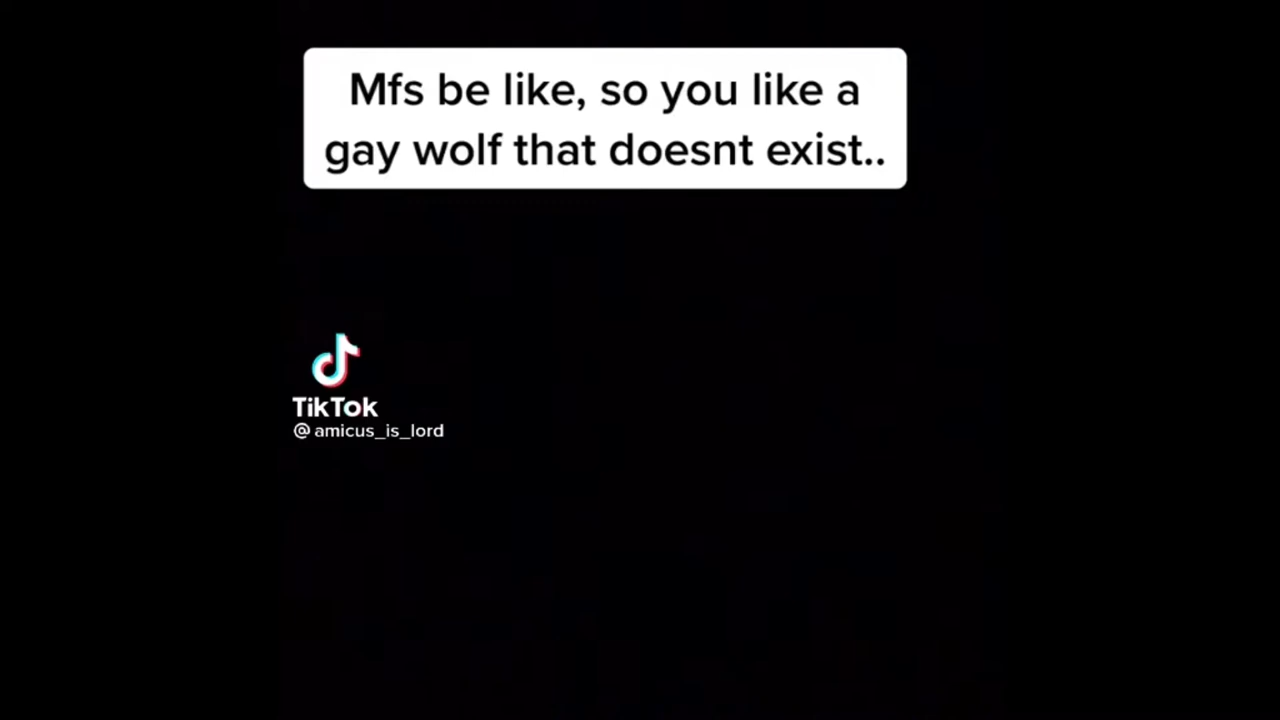 Mfs be like, so you like a
gay wolf that doesnt exist..
TikTok
@amicus_is_lord